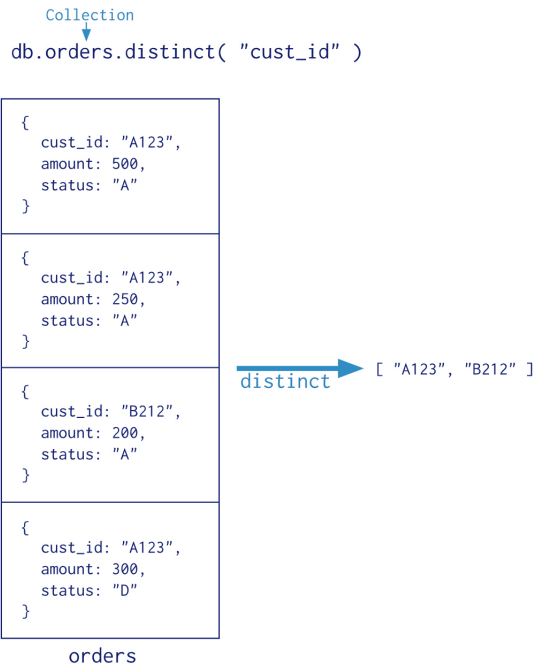 Collection
db.orders.distinct( "cust_id" )
{
cust_id: "A123",
amount: 500,
status: "A"
}
{
cust_id: "A123",
amount: 250,
status: "A"
}
{
cust_id: "B212",
amount: 200,
status: "A"
}
{
cust_id: "A123",
amount: 300,
status: "D"
}
orders
distinct
[ "A123", "B212" ]